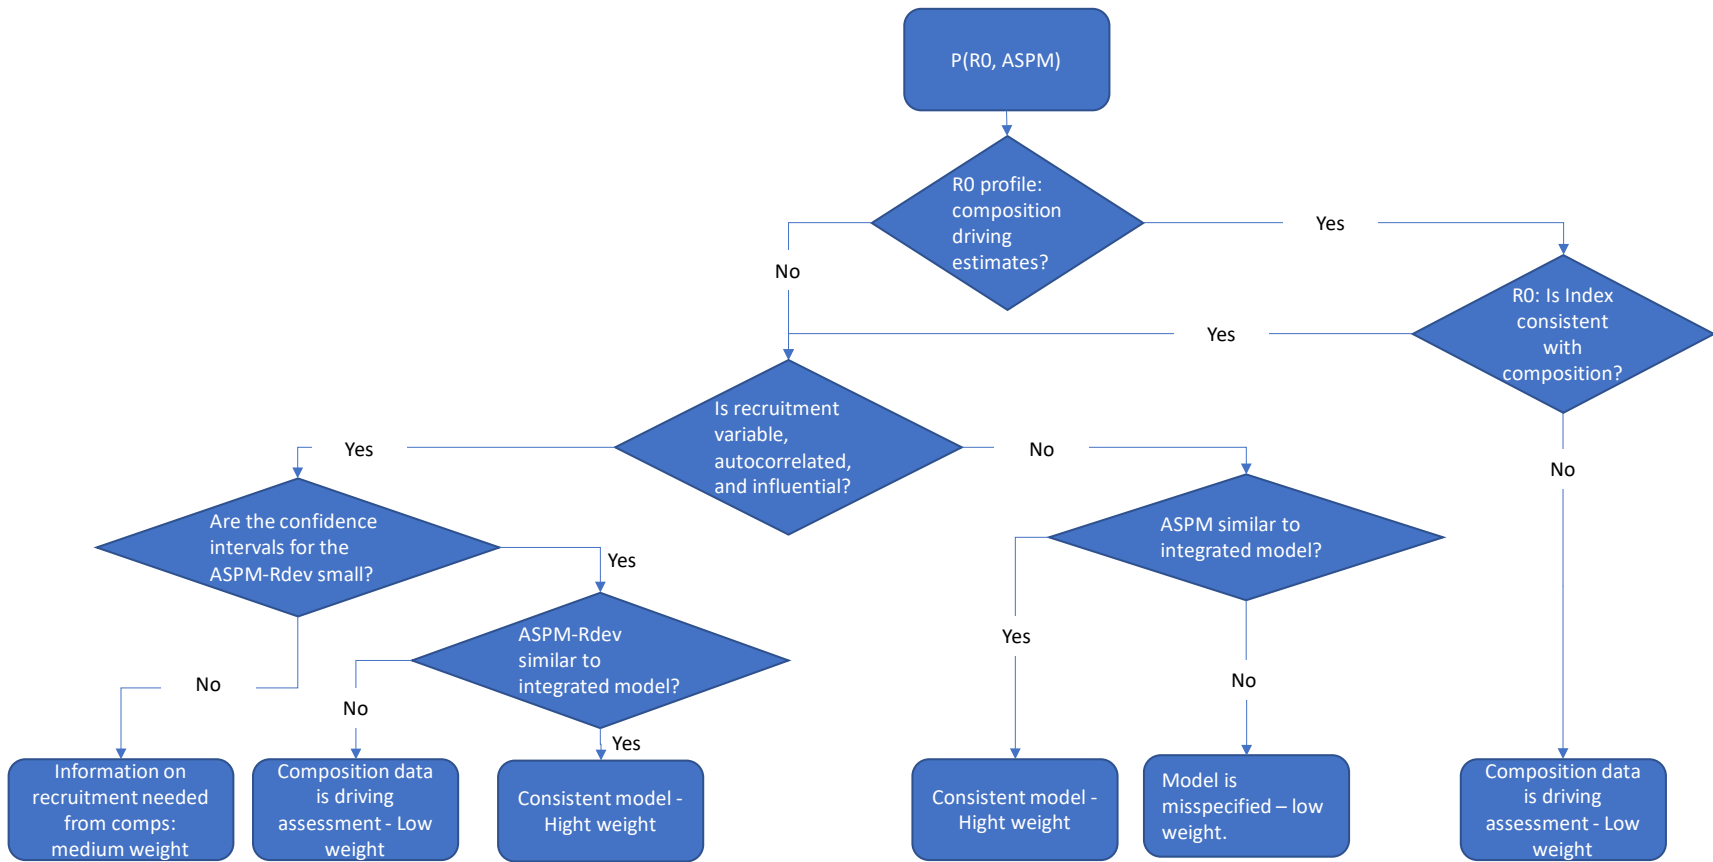 P(R0, ASPM)
R0 profile:
composition
driving
estimates?
Yes
No
R0: Is Index
consistent
with
composition?
Yes
Is recruitment
variable,
autocorrelated,
and influential?
Yes
No
No
Are the confidence
intervals for the
ASPM-Rdev small?
ASPM similar to
integrated model?
Yes
ASPM-Rdev
similar to
integrated model?
Yes
No
No
No
Yes
Information on
recruitment needed
from comps:
medium weight
Composition data
is driving
assessment - Low
weight
Consistent model -
Hight weight
Consistent model -
Hight weight
Model is
misspecified – low
weight.
Composition data
is driving
assessment - Low
weight